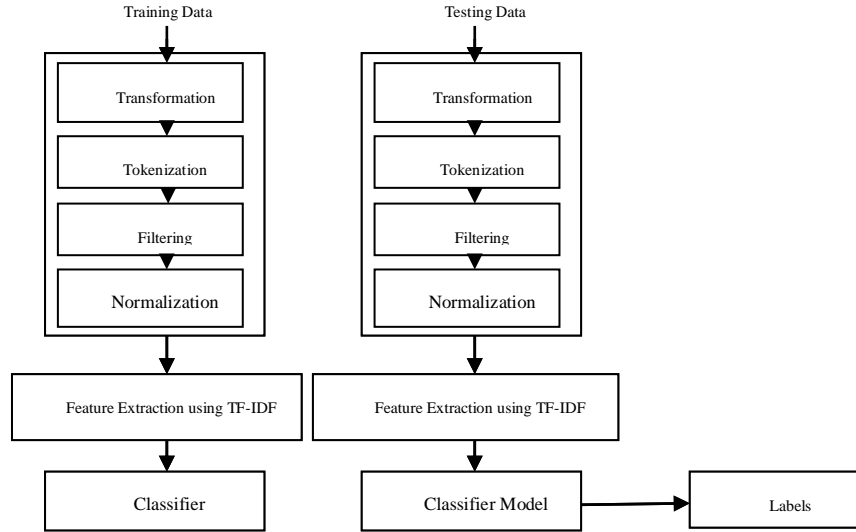 Training Data
Transformation
Tokenization
Filtering
Normalization
Feature Extraction using TF-IDF
Classifier
Testing Data
Transformation
Tokenization
Filtering
Normalization
Feature Extraction using TF-IDF
Classifier Model
Labels